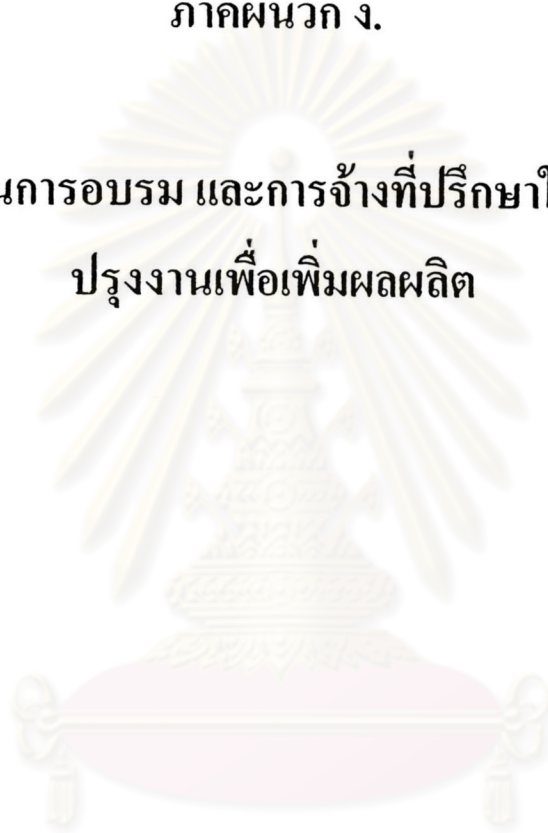 ภาคผนวก ง.
นการอบรม และการจ้างที่ปรึกษาใ
ปรุงงานเพื่อเพิ่มผลผลิต